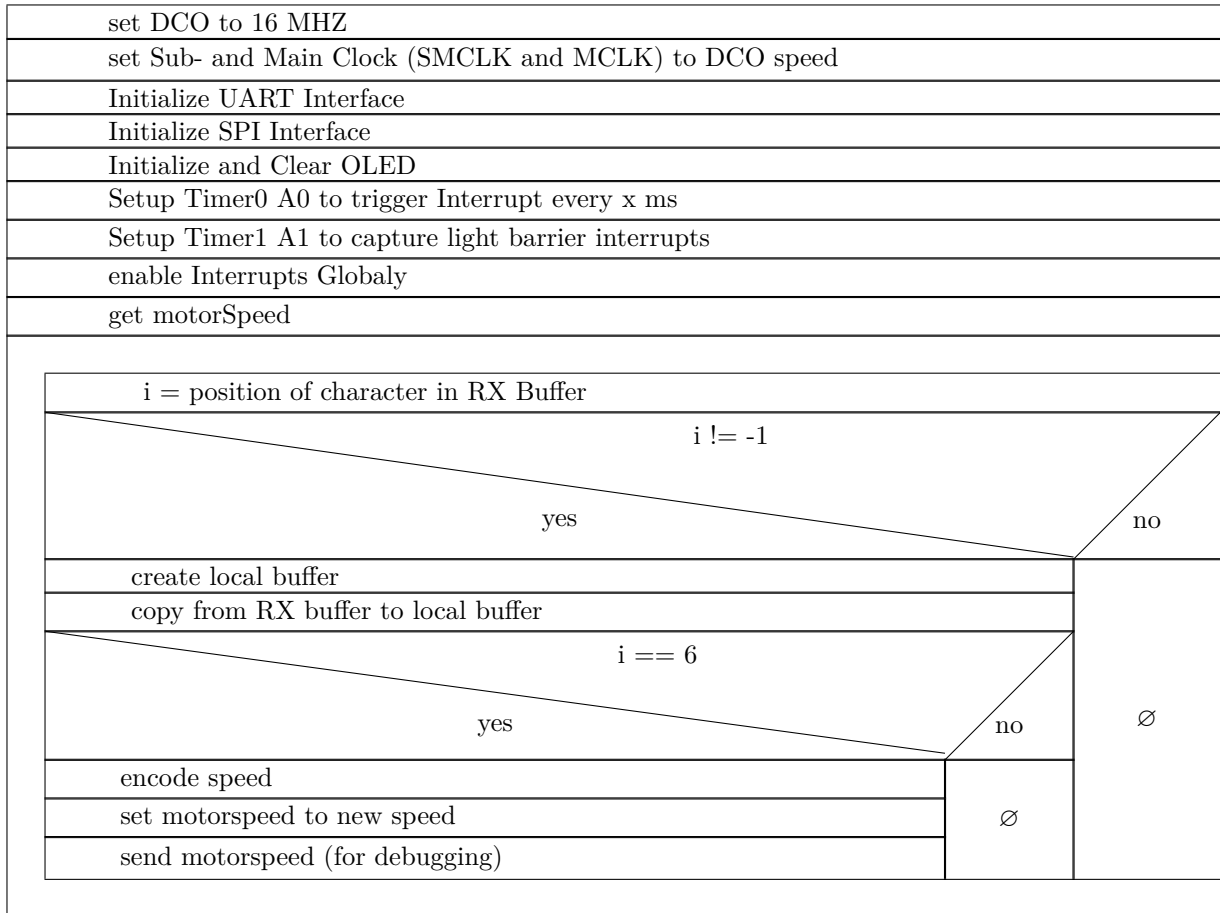 set DCO to 16 MHZ
set Sub- and Main Clock (SMCLK and MCLK) to DCO speed
Initialize UART Interface
Initialize SPI Interface
Initialize and Clear OLED
Setup Timer0 A0 to trigger Interrupt every x ms
Setup Timer1 A1 to capture light barrier interrupts
enable Interrupts Globaly
get motorSpeed
i = position of character in RX Buffer
i != -1
yes
no
create local buffer
copy from RX buffer to local buffer
i == 6
yes
no
∅
encode speed
set motorspeed to new speed
∅
send motorspeed (for debugging)